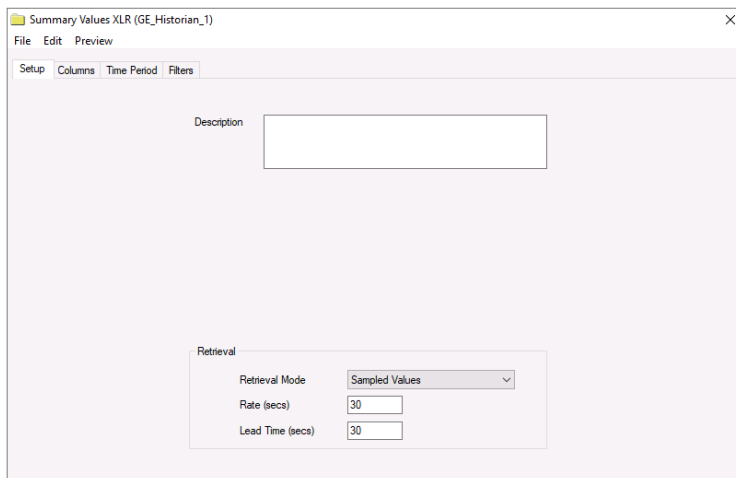 Summary Values XLR (GE_Historian_1)
File Edit Preview
Setup Columns Time Period Filters
Description
Retrieval
Retrieval Mode Sampled Values
Rate (secs) 30
Lead Time (secs) 30